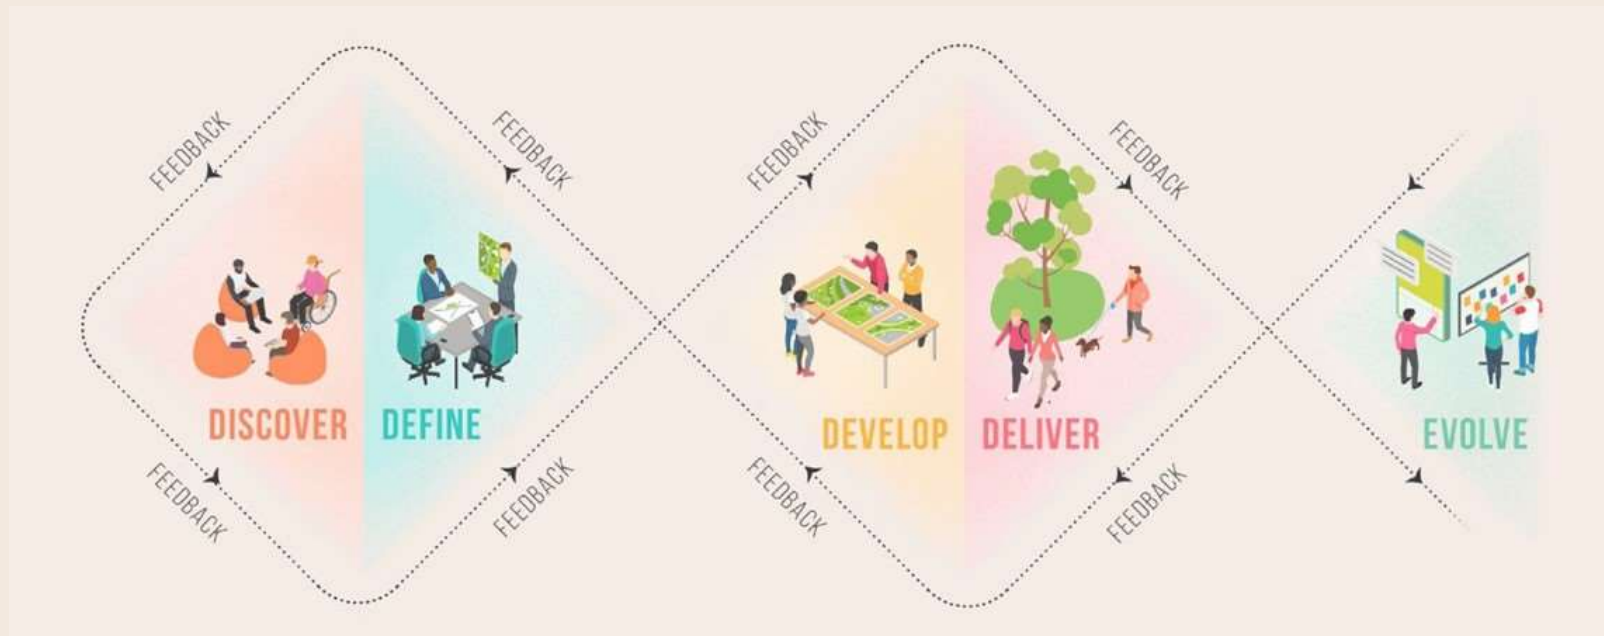 FEEDBACK
FEEDBACK
FEEDBACK
FEEDBACK
DISCOVER
DEFINE
DEVELOP
DELIVER
EVOLVE
FEEDBACK
FEEDBACK
FEEDBACK
FEEDBACK